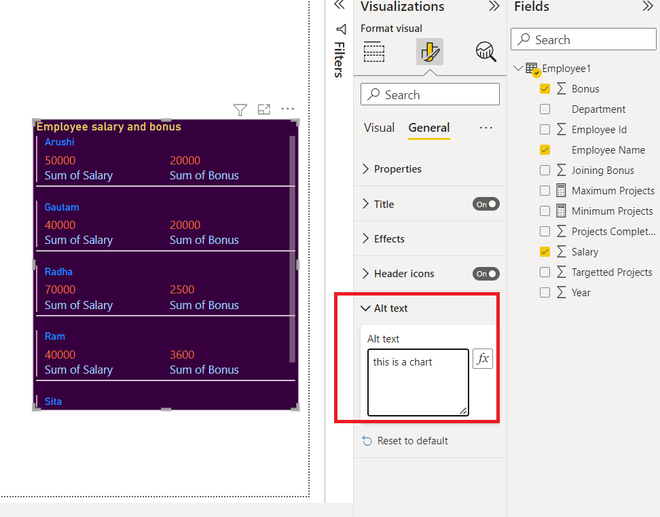 Employee salary and bonus
Arushi
50000 20000
Sum of Salary Sum of Bonus
Gautam
40000 20000
Sum of Salary Sum of Bonus
Radha
70000 2500
Sum of Salary Sum of Bonus
Ram
40000 3600
Sum of Salary Sum of Bonus
Sita
Filters
Visualizations
Format visual
Search
Visual General
Properties
Title On
Effects
Header icons On
Alt text
Alt text
this is a chart
fx
Reset to default
Fields
Search
Employee1
Bonus
Department
Employee Id
Employee Name
Joining Bonus
Maximum Projects
Minimum Projects
Projects Complet...
Salary
Targetted Projects
Year